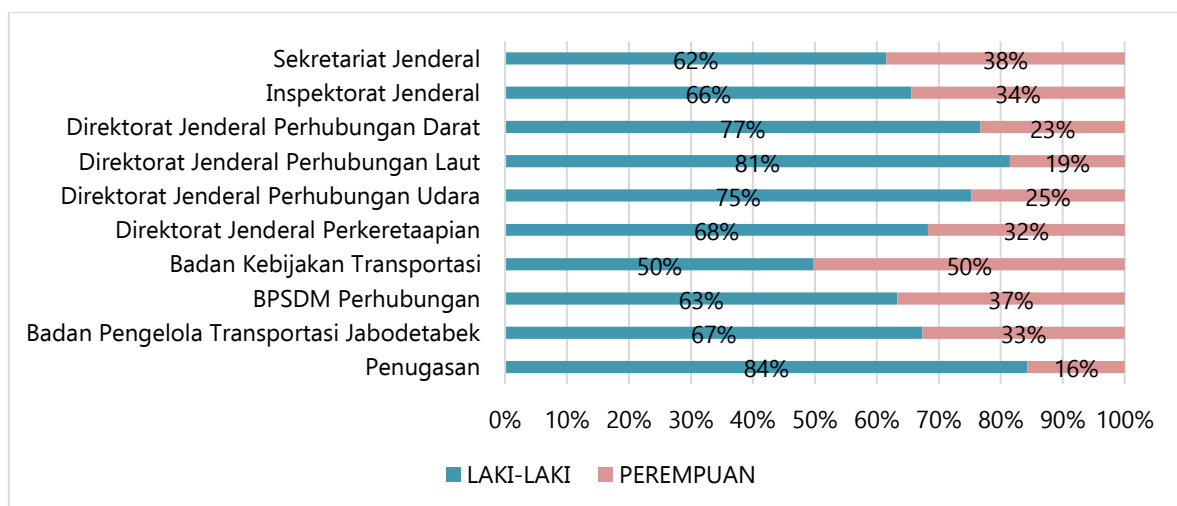 Sekretariat Jenderal 62% 38%
Inspektorat Jenderal 66% 34%
Direktorat Jenderal Perhubungan Darat 77% 23%
Direktorat Jenderal Perhubungan Laut 81% 19%
Direktorat Jenderal Perhubungan Udara 75% 25%
Direktorat Jenderal Perkeretaapian 68% 32%
Badan Kebijakan Transportasi 50% 50%
BPSDM Perhubungan 63% 37%
Badan Pengelola Transportasi Jabodetabek 67% 33%
Penugasan 84% 16%
0% 10% 20% 30% 40% 50% 60% 70% 80% 90% 100%
LAKI-LAKI PEREMPUAN